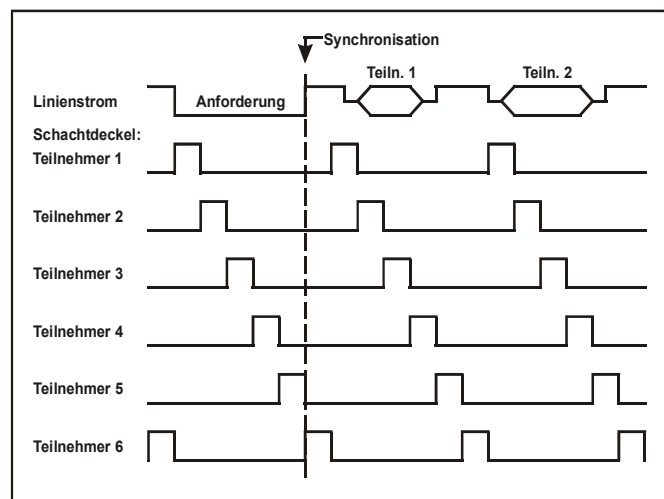 Synchronisation
Teiln. 1
Teiln. 2
Linienstrom
Anforderung
Schachtdeckel:
Teilnehmer 1
Teilnehmer 2
Teilnehmer 3
Teilnehmer 4
Teilnehmer 5
Teilnehmer 6